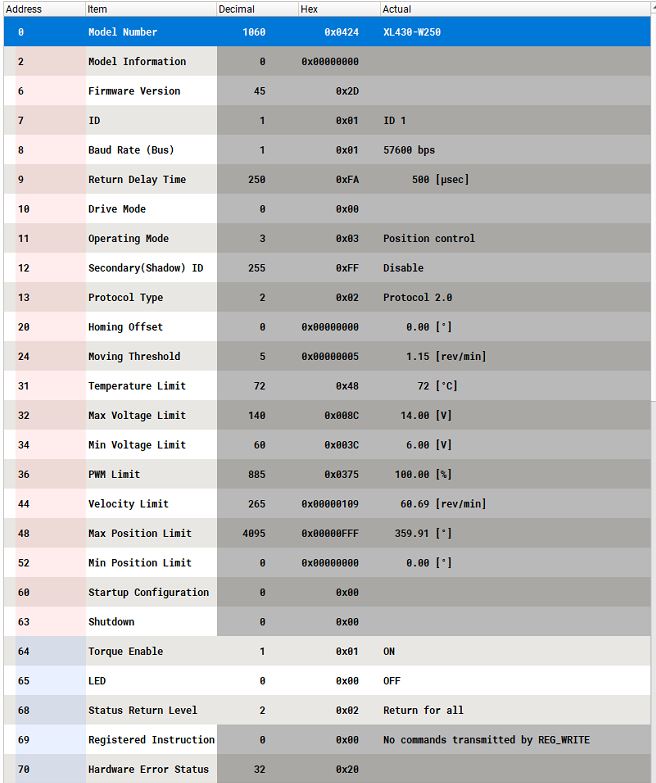 Address Item Decimal Hex Actual
0 Model Number 1060 0x0424 XL430-W250
2 Model Information 0 0x00000000
6 Firmware Version 45 0x2D
7 ID 1 0x01 ID 1
8 Baud Rate (Bus) 1 0x01 57600 bps
9 Return Delay Time 250 0xFA 500 [μsec]
10 Drive Mode 0 0x00
11 Operating Mode 3 0x03 Position control
12 Secondary(Shadow) ID 255 0xFF Disable
13 Protocol Type 2 0x02 Protocol 2.0
20 Homing Offset 0 0x00000000 0.00 [°]
24 Moving Threshold 5 0x00000005 1.15 [rev/min]
31 Temperature Limit 72 0x48 72 [°C]
32 Max Voltage Limit 140 0x008C 14.00 [V]
34 Min Voltage Limit 60 0x003C 6.00 [V]
36 PWM Limit 885 0x0375 100.00 [%]
44 Velocity Limit 265 0x00000109 60.69 [rev/min]
48 Max Position Limit 4095 0x00000FFF 359.91 [°]
52 Min Position Limit 0 0x00000000 0.00 [°]
60 Startup Configuration 0 0x00
63 Shutdown 0 0x00
64 Torque Enable 1 0x01 ON
65 LED 0 0x00 OFF
68 Status Return Level 2 0x02 Return for all
69 Registered Instruction 0 0x00 No commands transmitted by REG_WRITE
70 Hardware Error Status 32 0x20